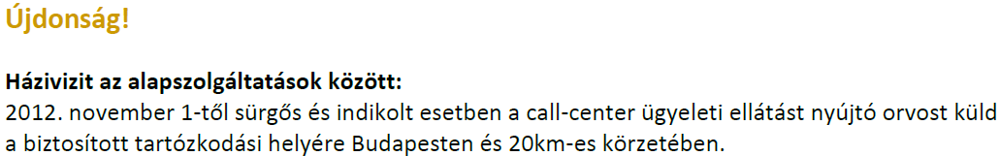 Újdonság!
Házivizit az alapszolgáltatások között:
2012. november 1-től sürgős és indikolt esetben a call-center ügyeleti ellátást nyújtó orvost küld
a biztosított tartózkodási helyére Budapesten és 20km-es körzetében.